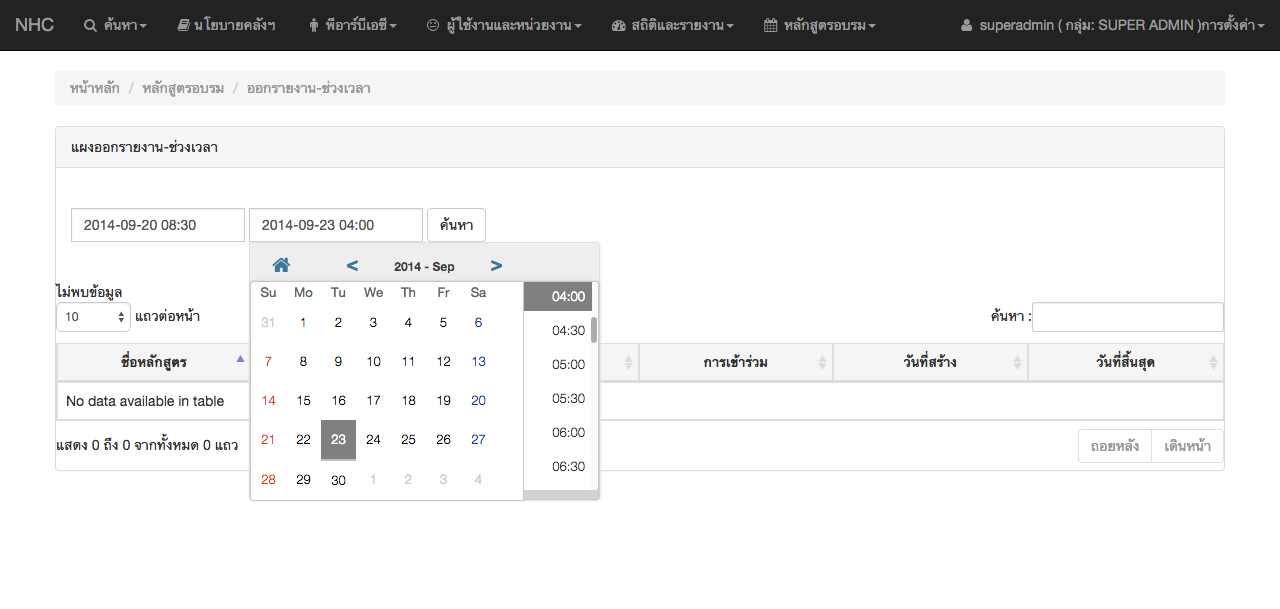 NHC ค้นหา นโยบายคลังฯ พีอาร์บีเอซี ผู้ใช้งานและหน่วยงาน สถิติและรายงาน หลักสูตรอบรม superadmin ( กลุ่ม: SUPER ADMIN )การตั้งค่า
หน้าหลัก / หลักสูตรอบรม / ออกรายงาน-ช่วงเวลา
แผงออกรายงาน-ช่วงเวลา
2014-09-20 08:30 2014-09-23 04:00 ค้นหา
< 2014 - Sep >
ไม่พบข้อมูล
10 แถวต่อหน้า
ค้นหา :
ชื่อหลักสูตร การเข้าร่วม วันที่สร้าง วันที่สิ้นสุด
No data available in table
แสดง 0 ถึง 0 จากทั้งหมด 0 แถว
ถอยหลัง เดินหน้า
Su Mo Tu We Th Fr Sa
31 1 2 3 4 5 6
7 8 9 10 11 12 13
14 15 16 17 18 19 20
21 22 23 24 25 26 27
28 29 30 1 2 3 4
04:00
04:30
05:00
05:30
06:00
06:30